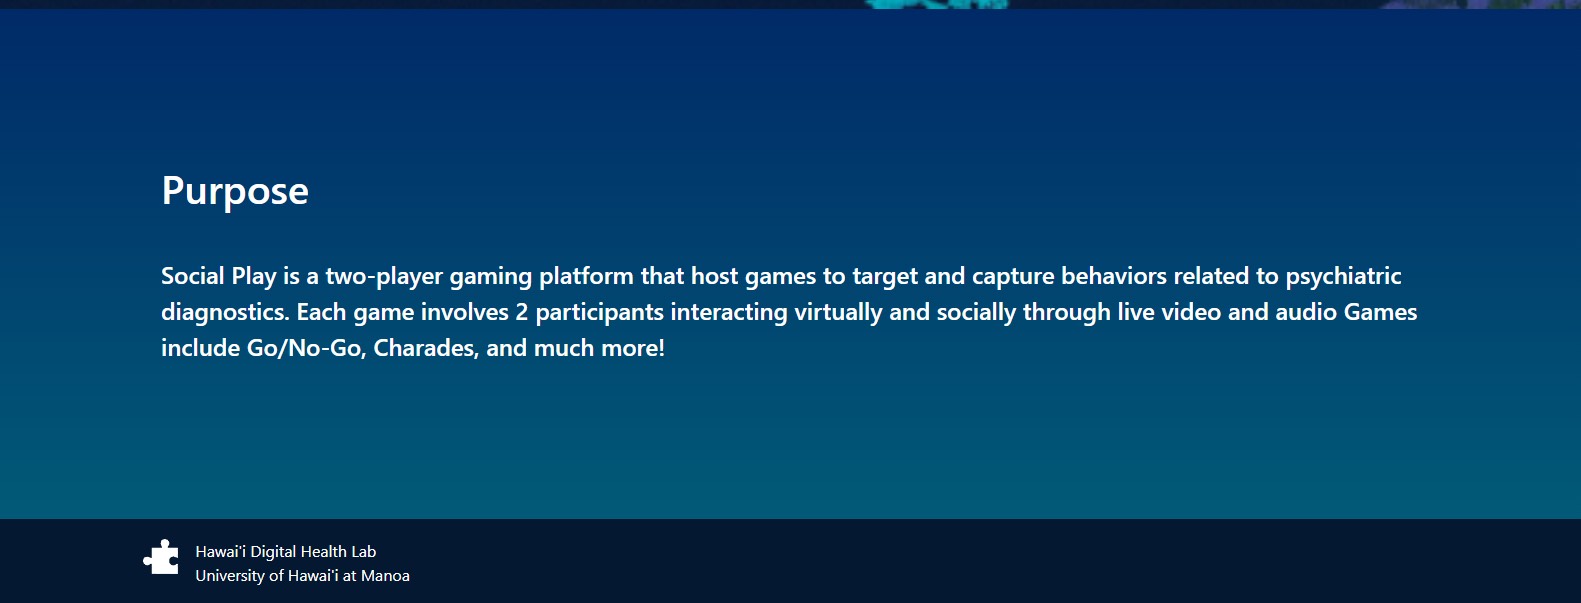 Purpose
Social Play is a two-player gaming platform that host games to target and capture behaviors related to psychiatric
diagnostics. Each game involves 2 participants interacting virtually and socially through live video and audio Games
include Go/No-Go, Charades, and much more!
Hawai'i Digital Health Lab
University of Hawai'i at Manoa